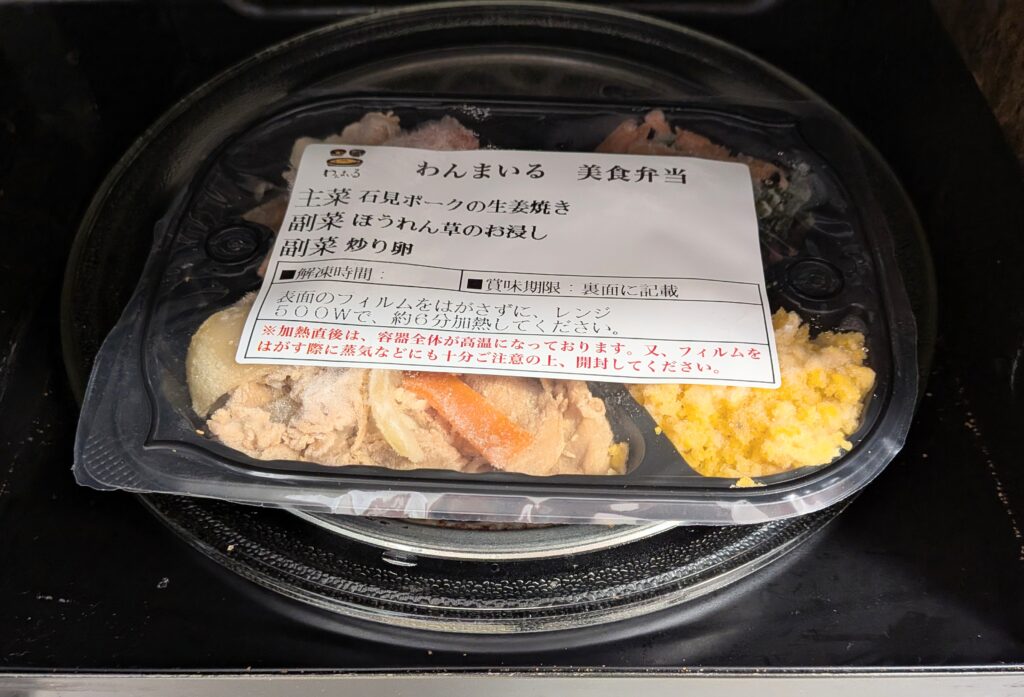 わんまいる
わんまいる　美食弁当
主菜 石見ポークの生姜焼き
副菜 ほうれん草のお浸し
副菜 炒り卵
■解凍時間：
■賞味期限：裏面に記載
表面のフィルムをはがさずに、レンジ
５００Wで、約６分加熱してください。
※加熱直後は、容器全体が高温になっております。又、フィルムを
はがす際に蒸気などにも十分ご注意の上、開封してください。